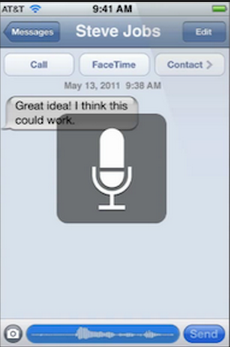 AT&T 9:41 AM
Messages Steve Jobs Edit
Call FaceTime Contact
May 13, 2011 9:38 AM
Great idea! I think this
could work.
Send